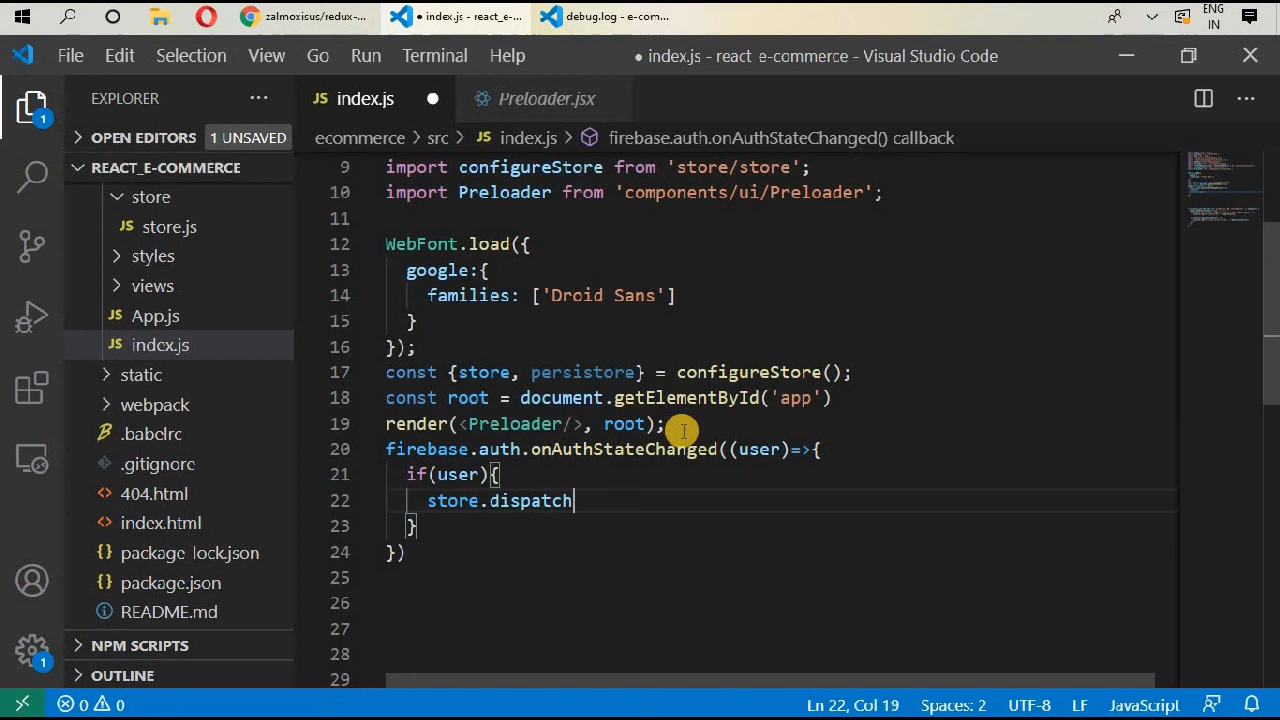 zalmoxisus/redux-...
index.js - react_e-...
debug.log - e-com...
ENG
IN
File Edit Selection View Go Run Terminal Help
● index.js - react e-commerce - Visual Studio Code
EXPLORER
JS index.js ●
Preloader.jsx
OPEN EDITORS 1 UNSAVED
ecommerce > src > JS index.js > firebase.auth.onAuthStateChanged() callback
REACT_E-COMMERCE
store
JS store.js
styles
views
JS App.js
JS index.js
static
webpack
.babelrc
.gitignore
404.html
index.html
{} package-lock.json
{} package.json
README.md
NPM SCRIPTS
OUTLINE
1
1
9 import configureStore from 'store/store';
10 import Preloader from 'components/ui/Preloader';
11
12 WebFont.load({
13 google:{
14 families: ['Droid Sans']
15 }
16 });
17 const {store, persistore} = configureStore();
18 const root = document.getElementById('app')
19 render(<Preloader/>, root);
20 firebase.auth.onAuthStateChanged((user)=>{
21 if(user){
22 store.dispatch
23 }
24 })
25
26
27
28
29
0 0
Ln 22, Col 19 Spaces: 2 UTF-8 LF JavaScript